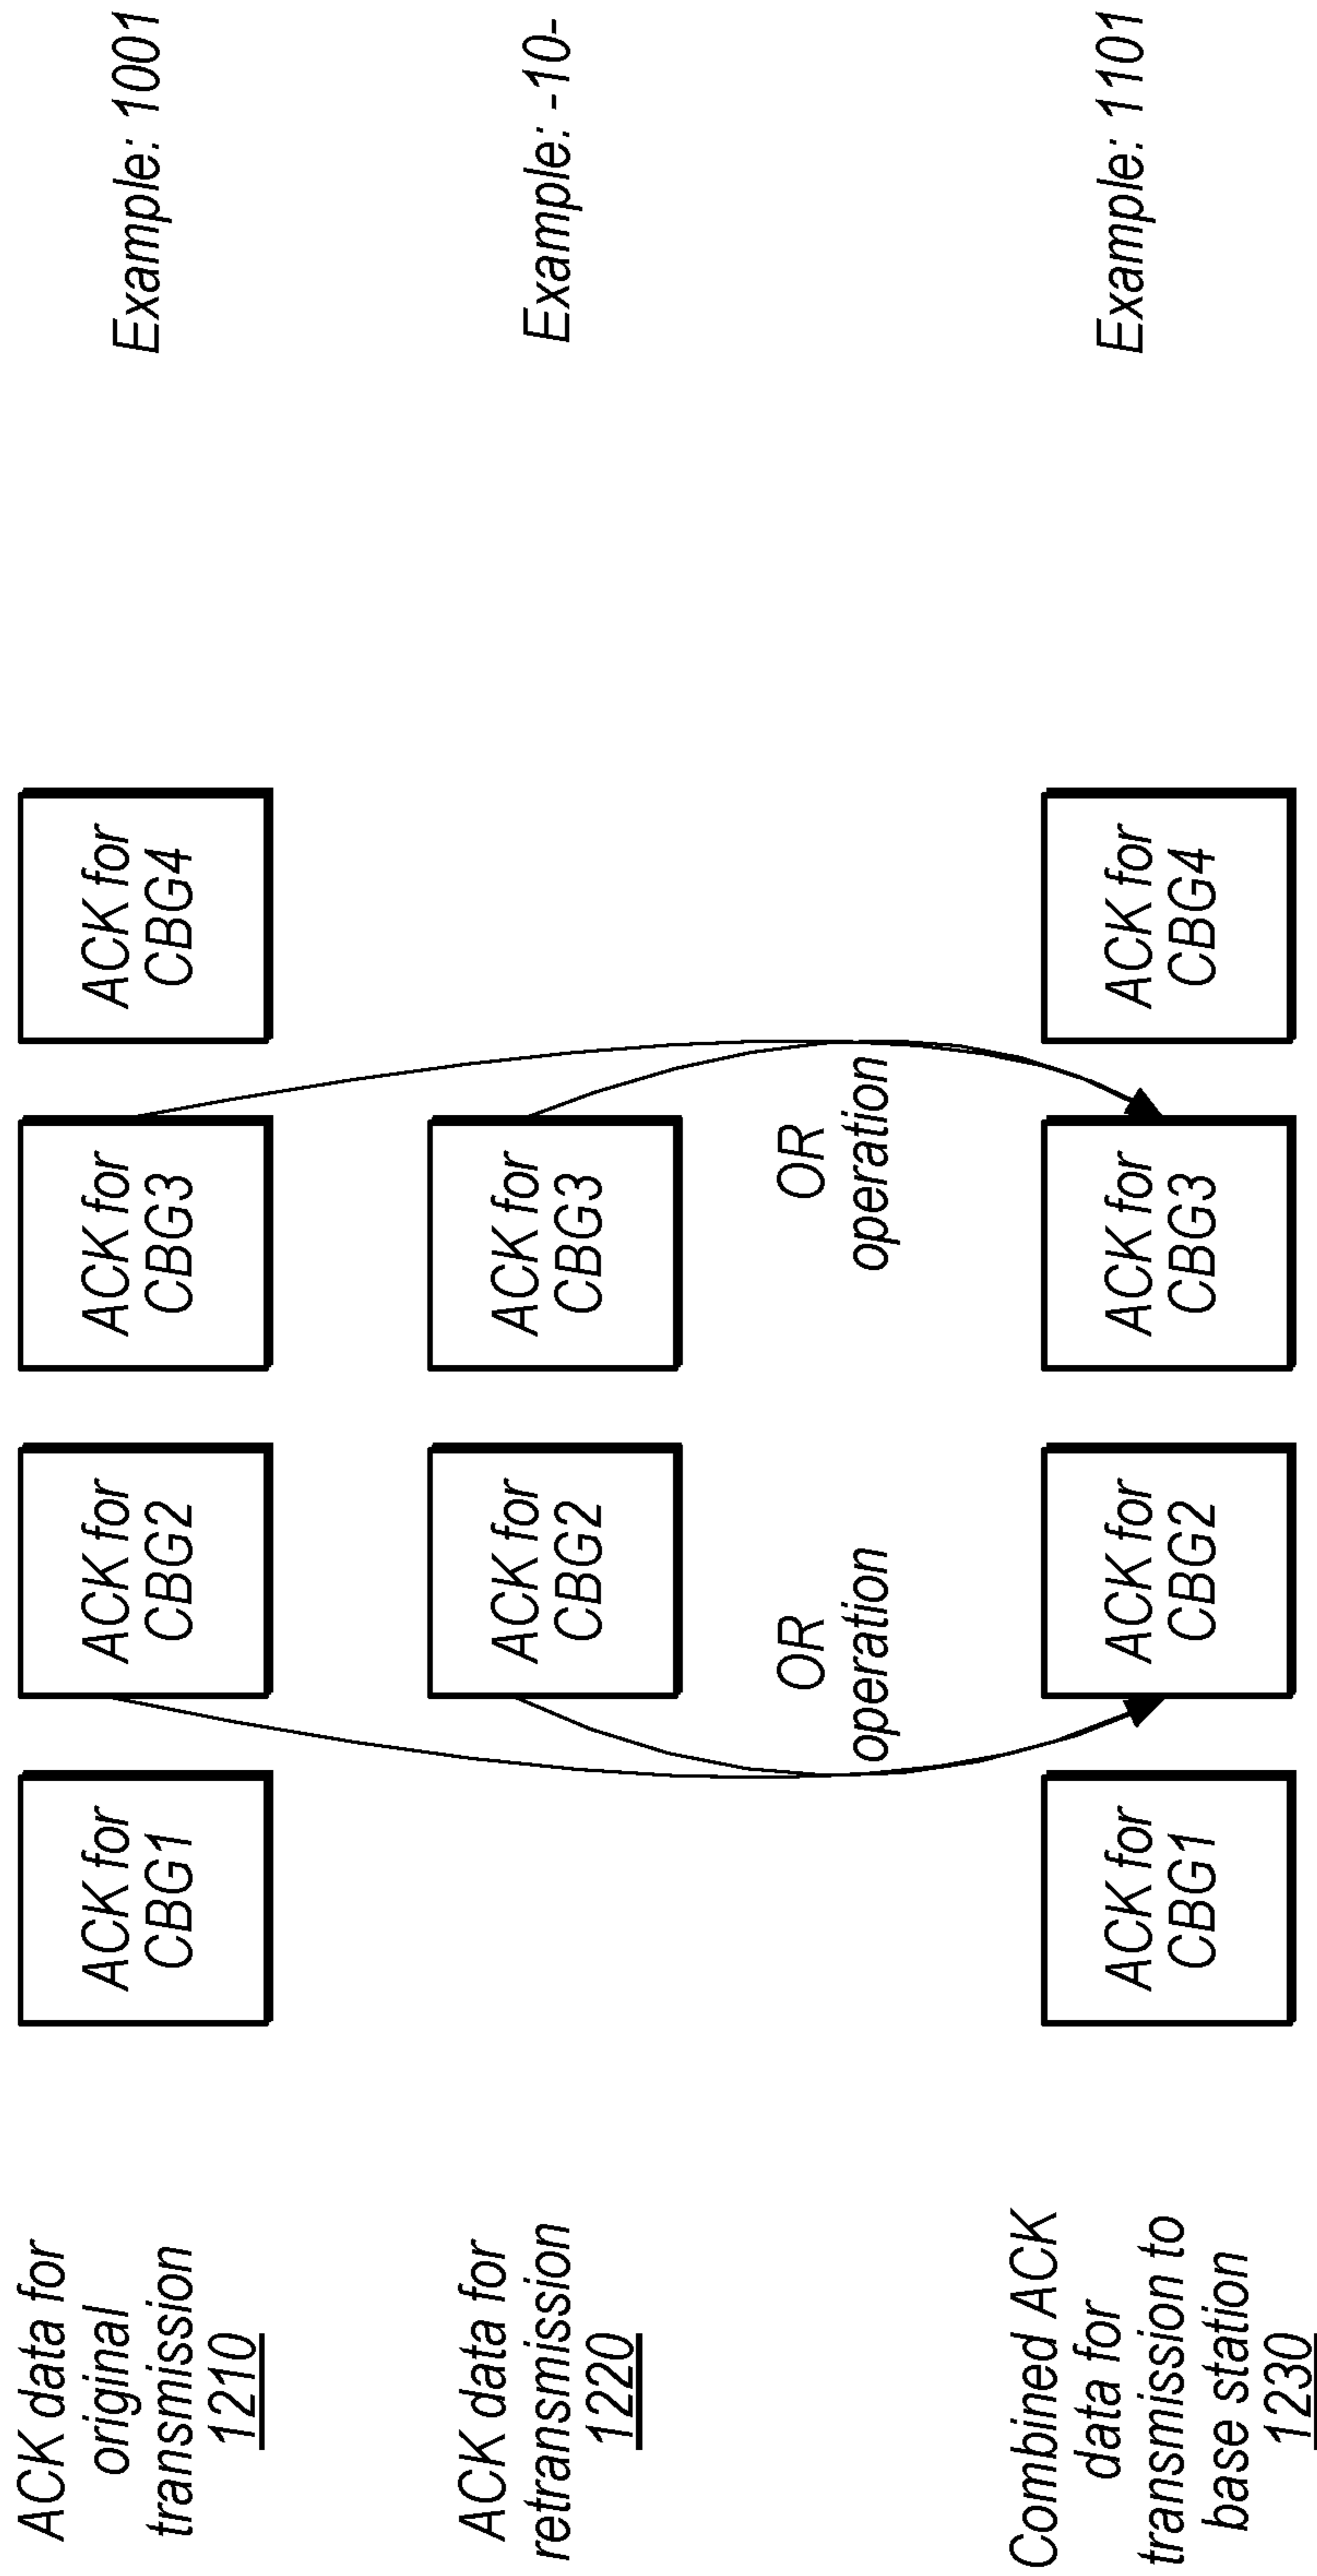 ACK data for
original
transmission
1210
ACK for
CBG1
ACK for
CBG2
ACK for
CBG3
ACK for
CBG4
Example: 1001
ACK data for
retransmission
1220
ACK for
CBG2
ACK for
CBG3
Example: -10-
OR
operation
OR
operation
Combined ACK
data for
transmission to
base station
1230
ACK for
CBG1
ACK for
CBG2
ACK for
CBG3
ACK for
CBG4
Example: 1101